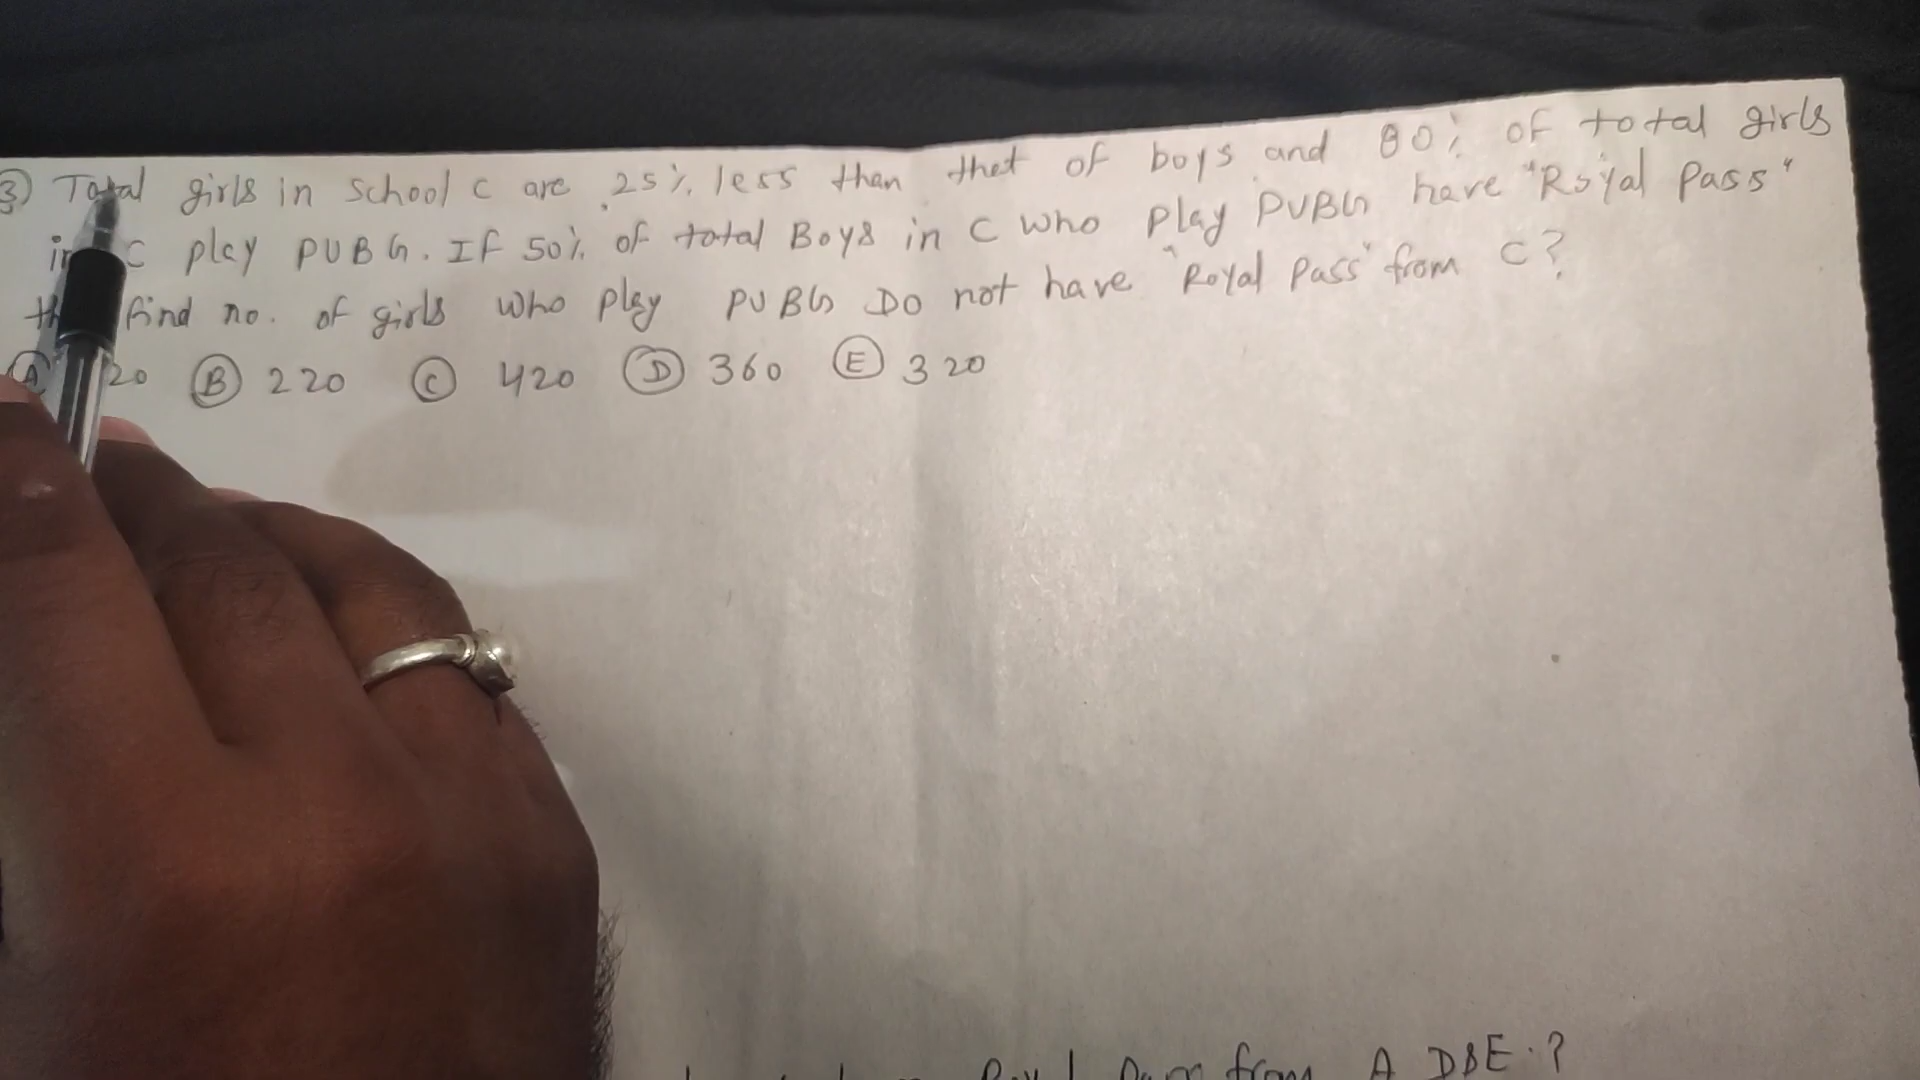 ③ Total girls in school C are 25% less than that of boys and 80% of total girls
in C play PUBG. If 50% of total Boys in C who play PUBG have "Royal Pass"
find no. of girls who play PUBG Do not have "Royal Pass" from C?
Ⓐ 20 Ⓑ 220 Ⓒ 420 Ⓓ 360 Ⓔ 320
from A D&E.?